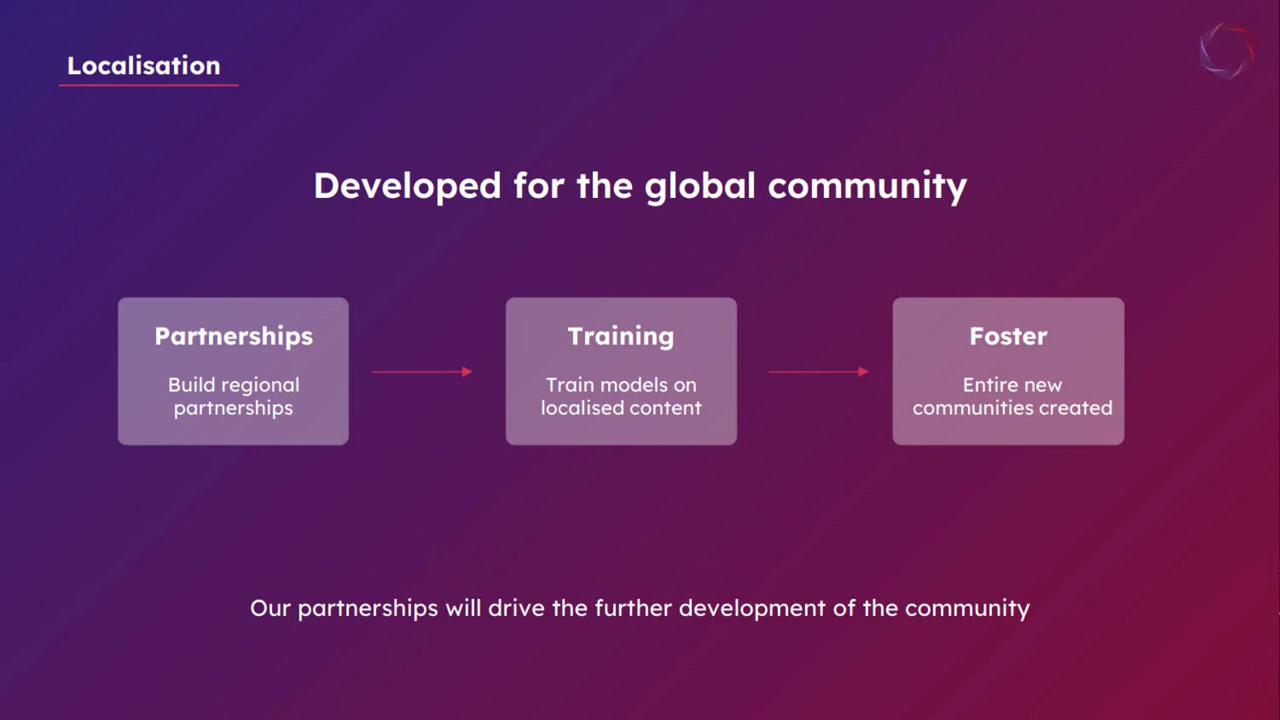 Localisation
Developed for the global community
Partnerships
Build regional
partnerships
Training
Train models on
localised content
Foster
Entire new
communities created
Our partnerships will drive the further development of the community